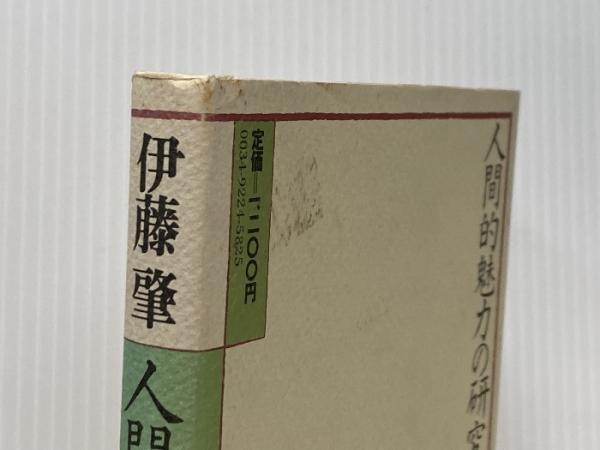 人間的魅力の研究
定価＝一、二〇〇円
0034-9224-5825
伊藤肇
人間